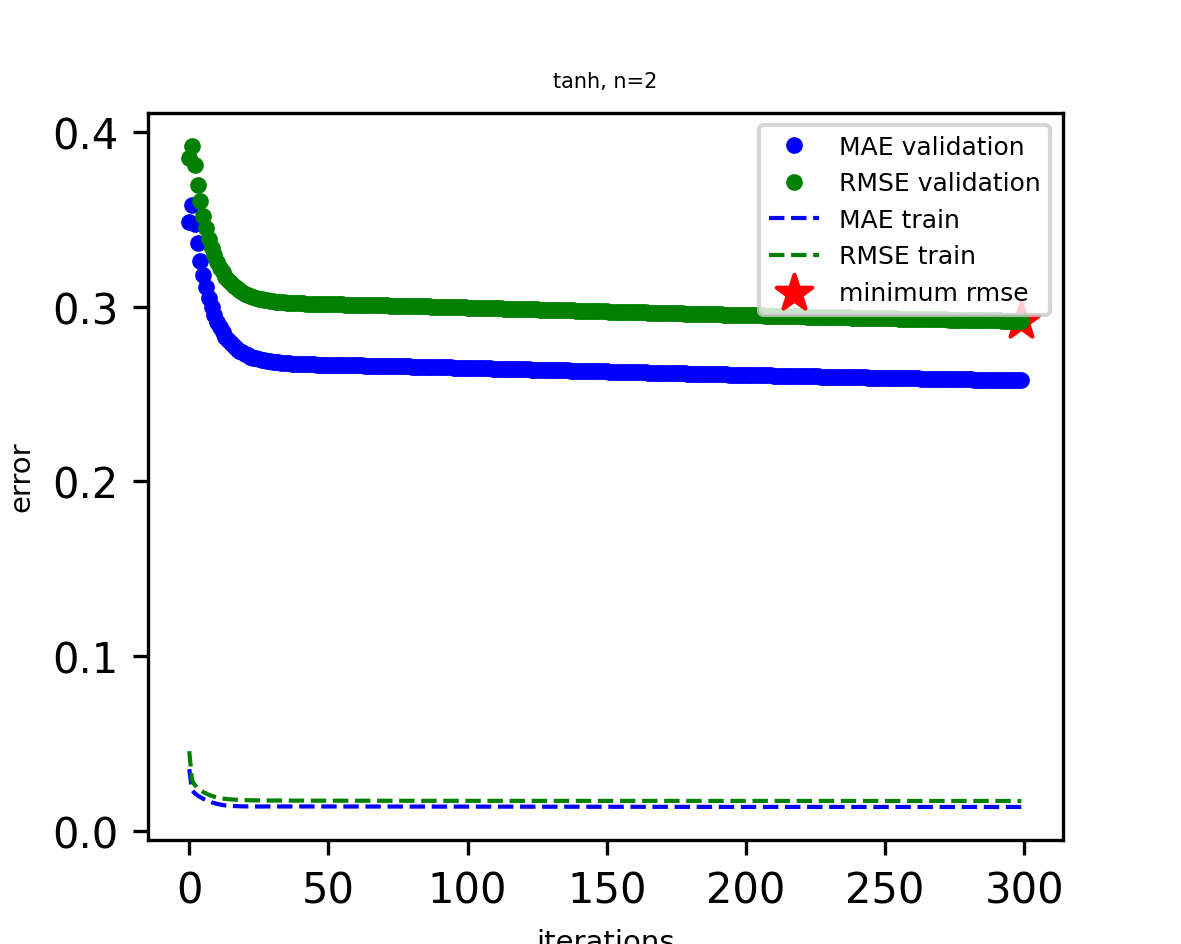 tanh, n=2
0.4
0.3
0.2
0.1
0.0
error
MAE validation
RMSE validation
MAE train
RMSE train
minimum rmse
0 50 100 150 200 250 300
iterations